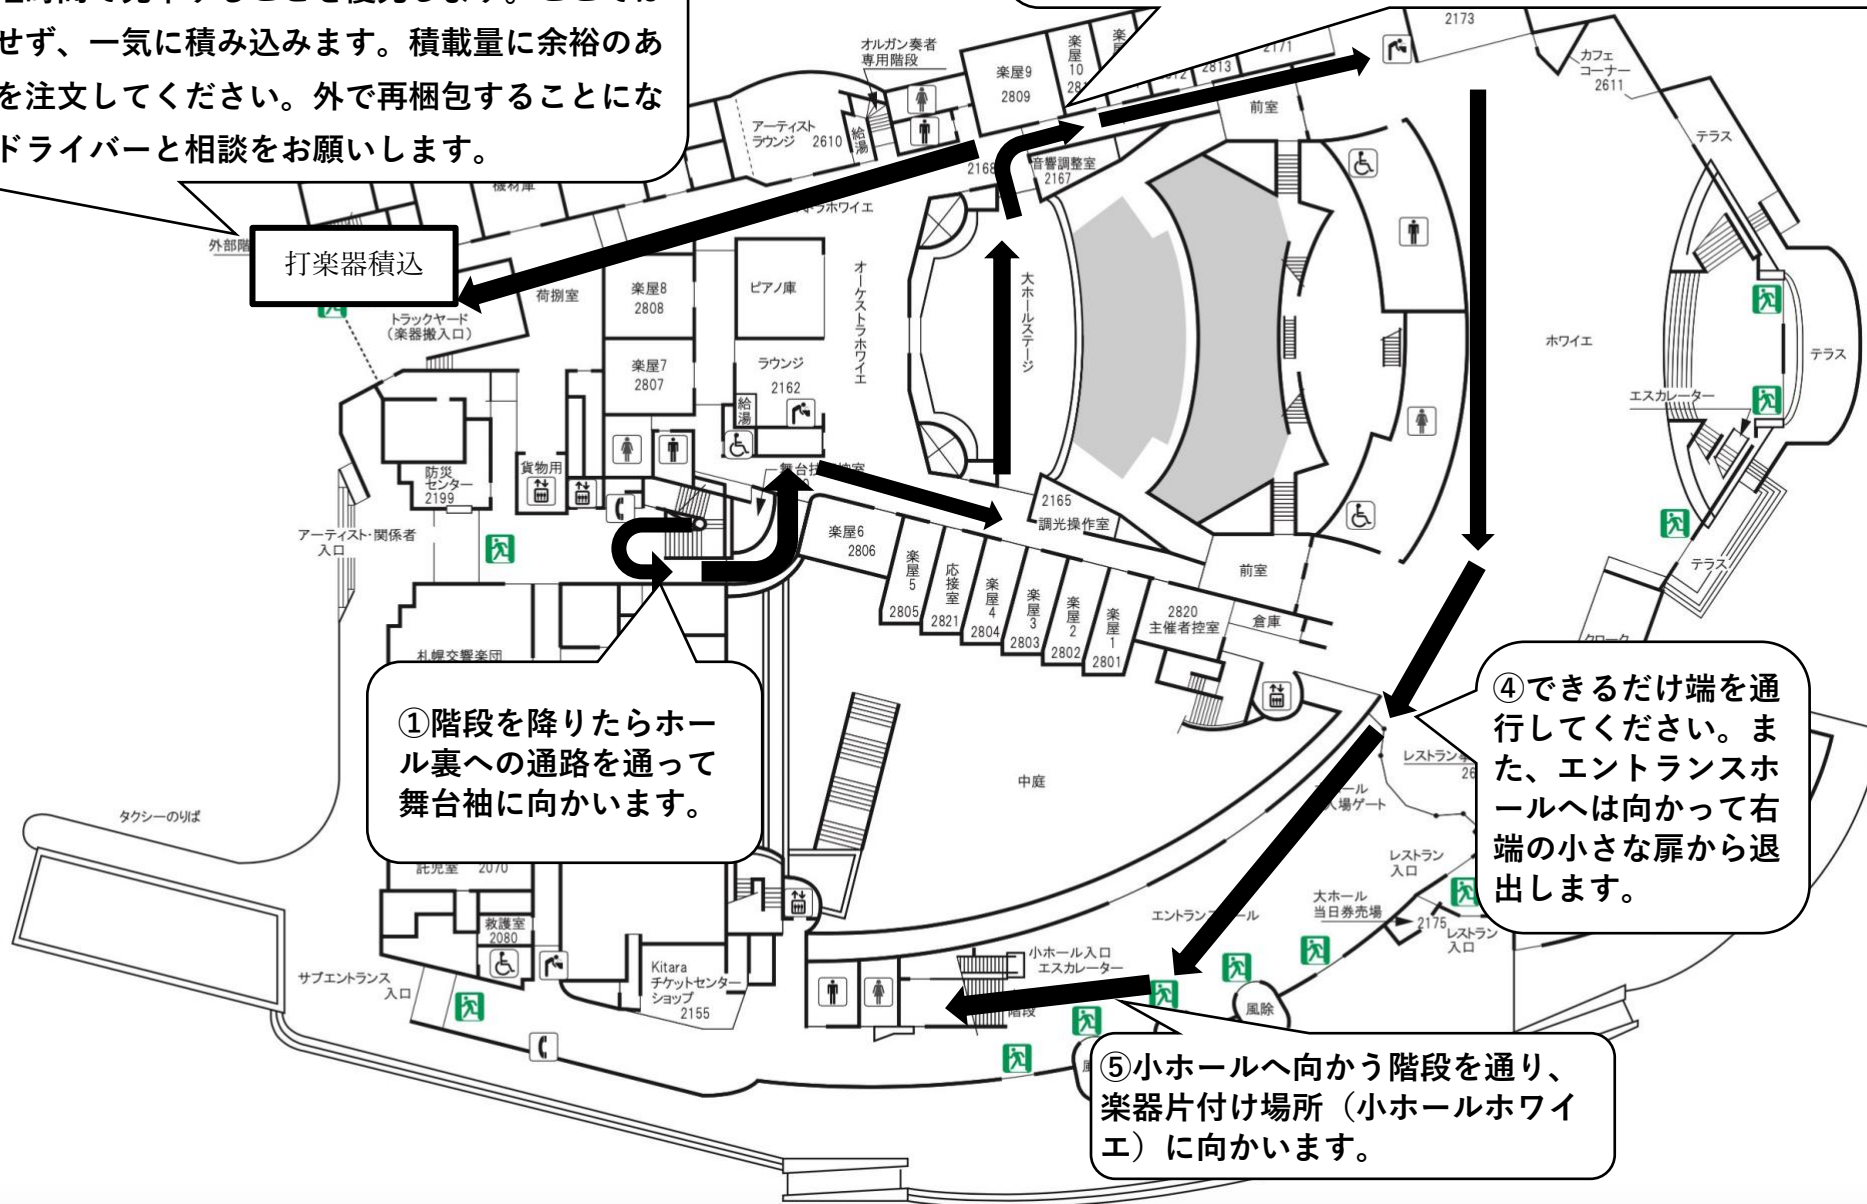 せず、一気に積み込みます。積載量に余裕のあ
を注文してください。外で再梱包することにな
ドライバーと相談をお願いします。
打楽器積込
オルガン奏者
専用階段
楽屋9
2809
楽屋10
2813
2171
2173
カフェ
コーナー
2611
前室
テラス
アーティスト
ラウンジ 2610
給湯
2168
音響調整室
2167
機材庫
荷捌室
トラックヤード
(楽器搬入口)
楽屋8
2808
ピアノ庫
オーケストラホワイエ
大ホールステージ
ホワイエ
テラス
エスカレーター
楽屋7
2807
ラウンジ
2162
給湯
防災
センター
2199
貨物用
アーティスト・関係者
入口
2165
調光操作室
楽屋6
2806
楽屋5
2805
応接室
2821
楽屋4
2804
楽屋3
2803
楽屋2
2802
楽屋1
2801
2820
主催者控室
前室
倉庫
テラス
札幌交響楽団
①階段を降りたらホー
ル裏への通路を通って
舞台袖に向かいます。
④できるだけ端を通
行してください。ま
た、エントランスホ
ールへは向かって右
端の小さな扉から退
出します。
中庭
タクシーのりば
託児室 2070
救護室
2080
サブエントランス
入口
Kitara
チケットセンター
ショップ
2155
小ホール入口
エスカレーター
階段
レストラン
入口
大ホール
当日券売場
2175
レストラン
入口
風除
⑤小ホールへ向かう階段を通り、
楽器片付け場所（小ホールホワイ
エ）に向かいます。